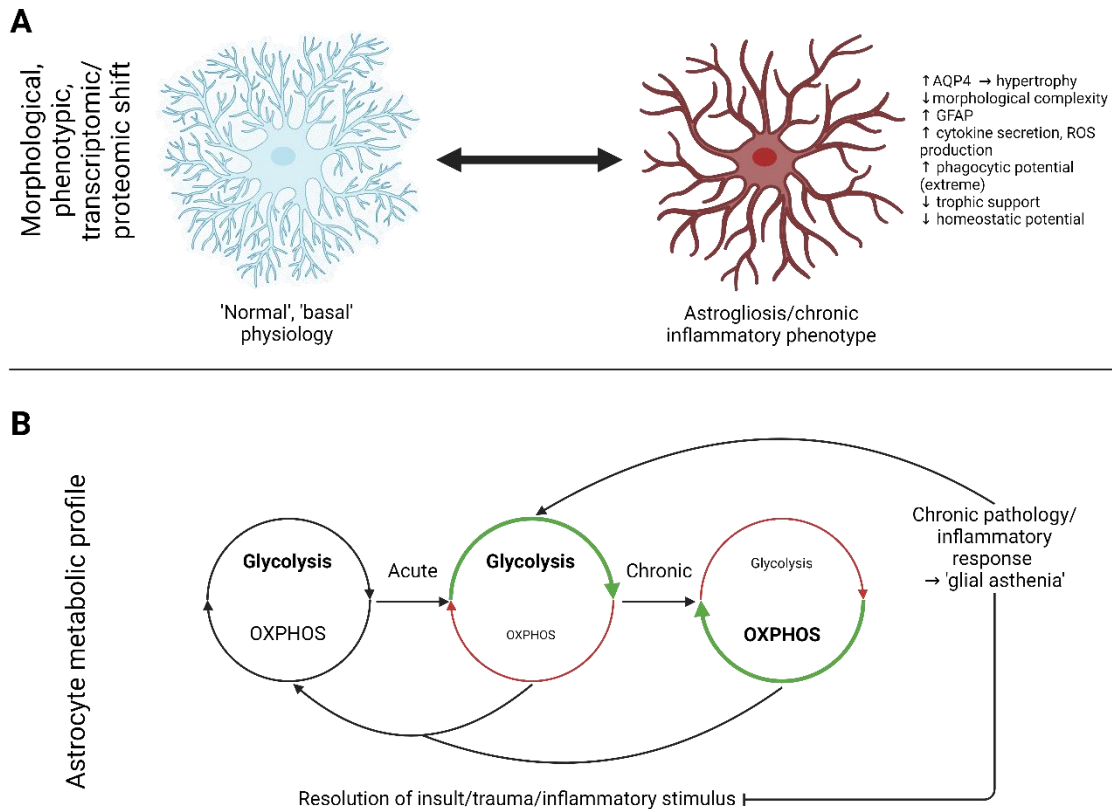 A
Morphological,
phenotypic,
transcriptomic/
proteomic shift
'Normal', 'basal'
physiology
Astrogliosis/chronic
inflammatory phenotype
↑AQP4 → hypertrophy
↓morphological complexity
↑ GFAP
↑ cytokine secretion, ROS
production
↑ phagocytic potential
(extreme)
↓ trophic support
↓ homeostatic potential
B
Astrocyte metabolic profile
Glycolysis
OXPHOS
Acute
Glycolysis
OXPHOS
Chronic
Glycolysis
OXPHOS
Chronic pathology/
inflammatory
response
→ 'glial asthenia'
Resolution of insult/trauma/inflammatory stimulus